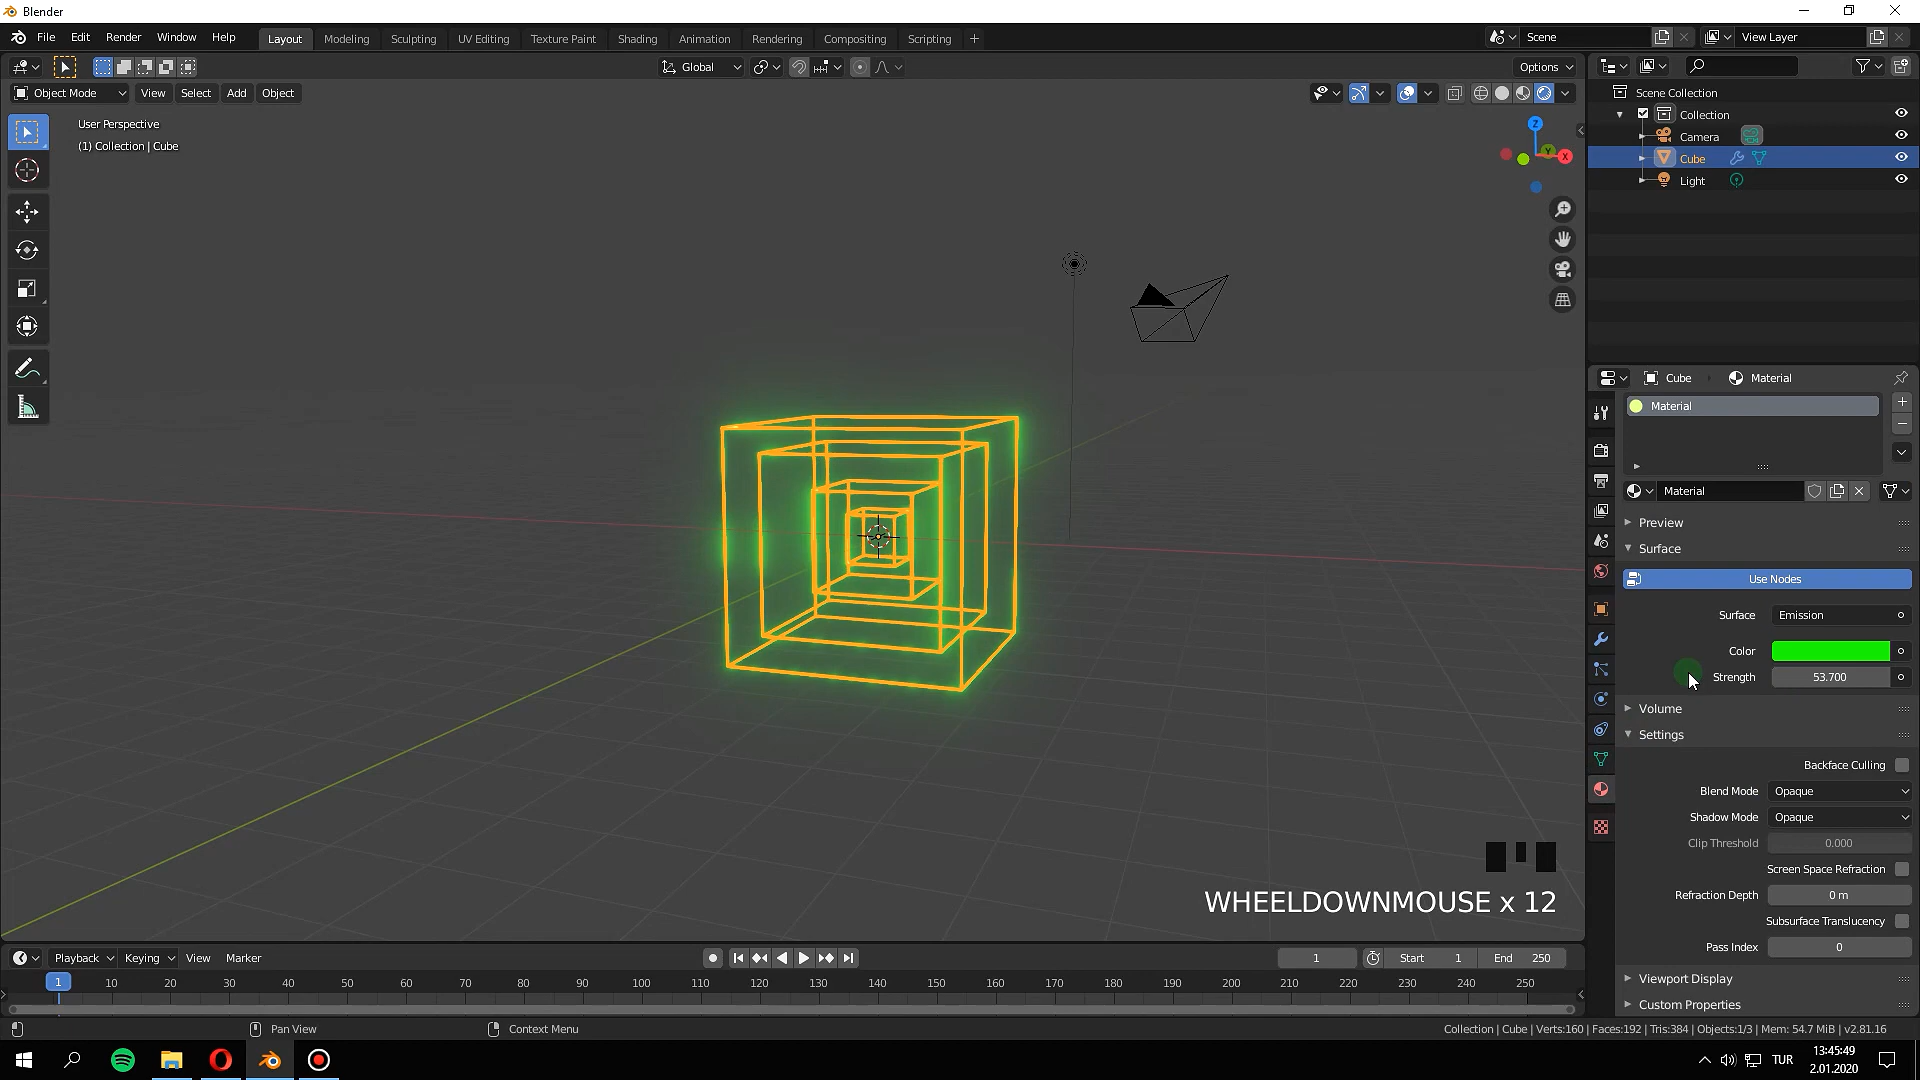 Blender
File Edit Render Window Help Layout Modeling Sculpting UV Editing Texture Paint Shading Animation Rendering Compositing Scripting + Scene View Layer
Global Options
Object Mode View Select Add Object
User Perspective
(1) Collection | Cube
Z
Y
X
Scene Collection
Collection
Camera
Cube
Light
Cube Material
Material
Material
Preview
Surface
Use Nodes
Surface Emission
Color
Strength 53.700
Volume
Settings
Backface Culling
Blend Mode Opaque
Shadow Mode Opaque
Clip Threshold 0.000
Screen Space Refraction
Refraction Depth 0 m
Subsurface Translucency
Pass Index 0
Viewport Display
Custom Properties
WHEELDOWNMOUSE x 12
Playback Keying View Marker 1 Start 1 End 250
1 10 20 30 40 50 60 70 80 90 100 110 120 130 140 150 160 170 180 190 200 210 220 230 240 250
Pan View Context Menu Collection | Cube | Verts:160 | Faces:192 | Tris:384 | Objects:1/3 | Mem: 54.7 MiB | v2.81.16
TUR 13:45:49
2.01.2020